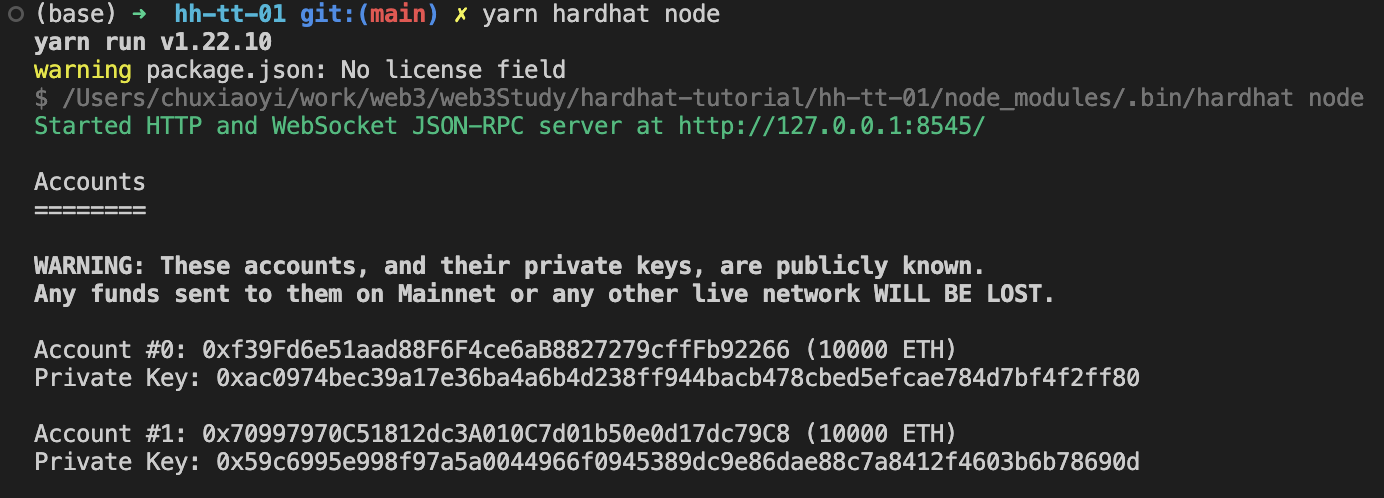 (base) ➜ hh-tt-01 git:(main) ✗ yarn hardhat node
yarn run v1.22.10
warning package.json: No license field
$ /Users/chuxiaoyi/work/web3/web3Study/hardhat-tutorial/hh-tt-01/node_modules/.bin/hardhat node
Started HTTP and WebSocket JSON-RPC server at http://127.0.0.1:8545/
Accounts
========
WARNING: These accounts, and their private keys, are publicly known.
Any funds sent to them on Mainnet or any other live network WILL BE LOST.
Account #0: 0xf39Fd6e51aad88F6F4ce6aB8827279cffFb92266 (10000 ETH)
Private Key: 0xac0974bec39a17e36ba4a6b4d238ff944bacb478cbed5efcae784d7bf4f2ff80
Account #1: 0x70997970C51812dc3A010C7d01b50e0d17dc79C8 (10000 ETH)
Private Key: 0x59c6995e998f97a5a0044966f0945389dc9e86dae88c7a8412f4603b6b78690d